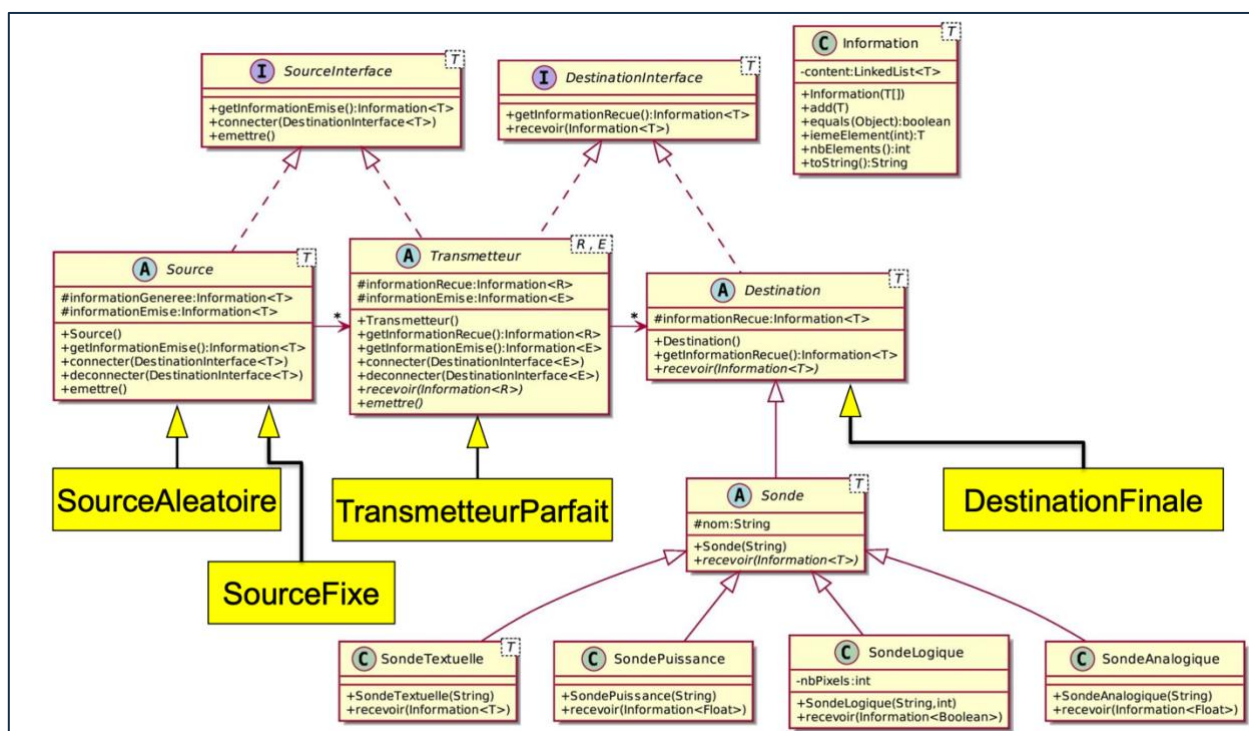 I SourceInterface
T
+getInformationEmise():Information<T>
+connecter(DestinationInterface<T>)
+emettre()
I DestinationInterface
T
+getInformationRecue():Information<T>
+recevoir(Information<T>)
C Information
T
-content:LinkedList<T>
+Information(T[])
+add(T)
+equals(Object):boolean
+iemeElement(int):T
+nbElements():int
+toString():String
A Source
T
#informationGeneree:Information<T>
#informationEmise:Information<T>
+Source()
+getInformationEmise():Information<T>
+connecter(DestinationInterface<T>)
+deconnecter(DestinationInterface<T>)
+emettre()
*
A Transmetteur
R , E
#informationRecue:Information<R>
#informationEmise:Information<E>
+Transmetteur()
+getInformationRecue():Information<R>
+getInformationEmise():Information<E>
+connecter(DestinationInterface<E>)
+deconnecter(DestinationInterface<E>)
+recevoir(Information<R>)
+emettre()
*
A Destination
T
#informationRecue:Information<T>
+Destination()
+getInformationRecue():Information<T>
+recevoir(Information<T>)
SourceAleatoire
TransmetteurParfait
DestinationFinale
SourceFixe
A Sonde
T
#nom:String
+Sonde(String)
+recevoir(Information<T>)
C SondeTextuelle
T
+SondeTextuelle(String)
+recevoir(Information<T>)
C SondePuissance
+SondePuissance(String)
+recevoir(Information<Float>)
C SondeLogique
-nbPixels:int
+SondeLogique(String,int)
+recevoir(Information<Boolean>)
C SondeAnalogique
+SondeAnalogique(String)
+recevoir(Information<Float>)